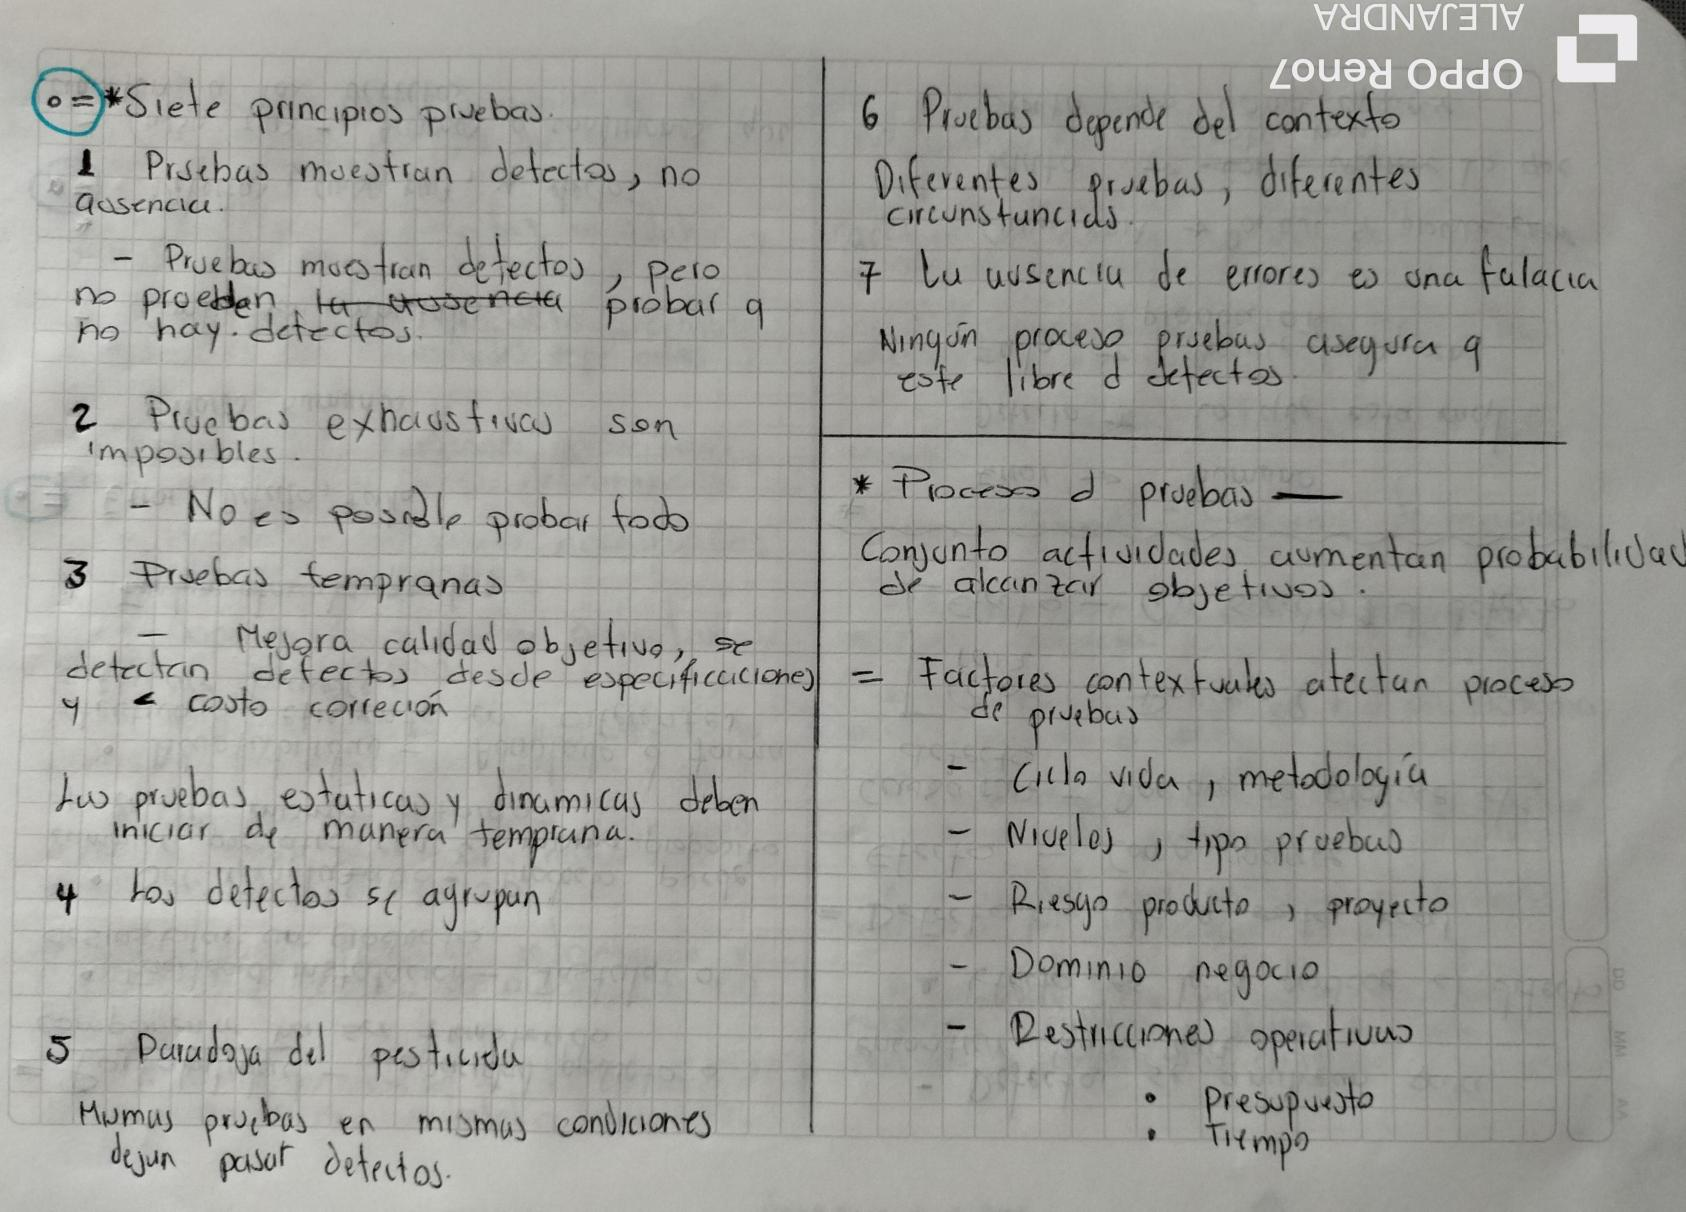 o = * Siete principios pruebas.
1 Pruebas muestran defectos, no
ausencia.
- Pruebas muestran defectos, pero
no proeden la ausencia probar q
no hay defectos.
2 Pruebas exhaustivas son
imposibles.
- No es posible probar todo
3 Pruebas tempranas
- Mejora calidad objetivo, se
detectan defectos desde especificaciones
y < costo correción
Las pruebas estaticas y dinamicas deben
iniciar de manera temprana.
4 Los defectos se agrupan
5 Paradoja del pesticida
Mismas pruebas en mismas condiciones
dejan pasar defectos.
6 Pruebas depende del contexto
Diferentes pruebas, diferentes
circunstancias.
7 La ausencia de errores es una falacia
Ningún proceso pruebas asegura q
este libre d defectos.
* Proceso d pruebas —
Conjunto actividades aumentan probabilidad
de alcanzar objetivos.
= Factores contextuales afectan proceso
de pruebas
- Ciclo vida, metodología
- Niveles, tipo pruebas
- Riesgo producto, proyecto
- Dominio negocio
- Restricciones operativas
• Presupuesto
• Tiempo
OPPO Reno7
ALEJANDRA
DD MM AA